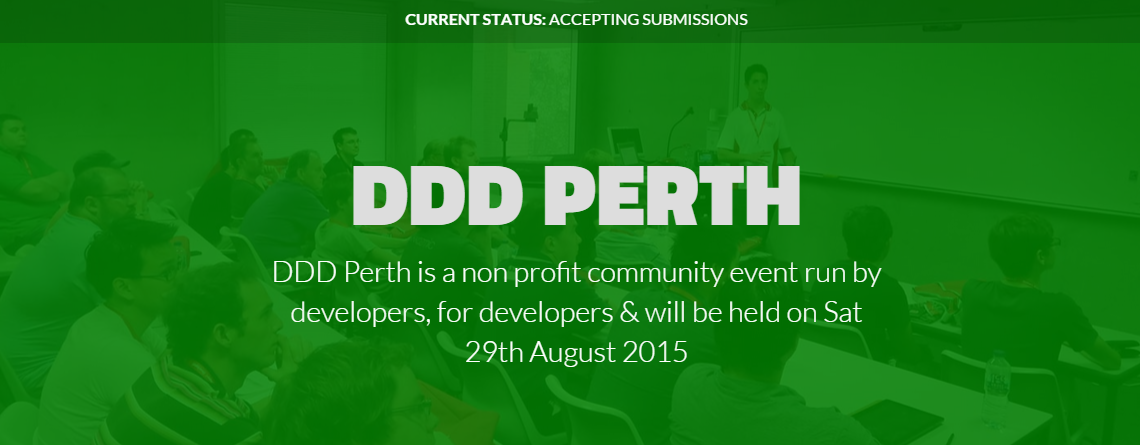 CURRENT STATUS: ACCEPTING SUBMISSIONS
DDD PERTH
DDD Perth is a non profit community event run by
developers, for developers & will be held on Sat
29th August 2015